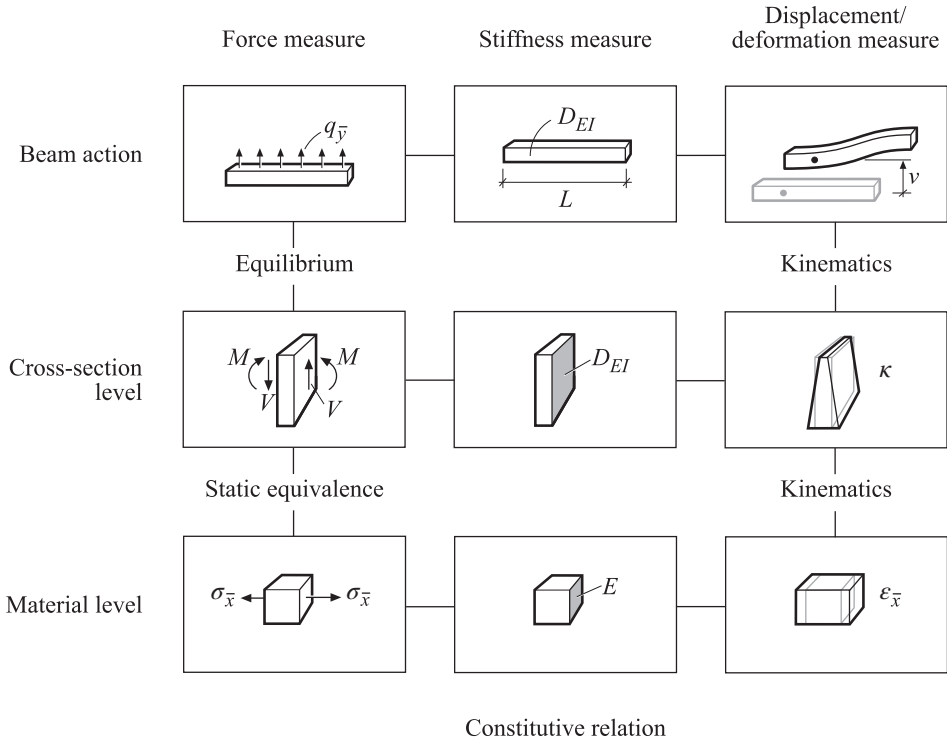 Force measure
Stiffness measure
Displacement/
deformation measure
Beam action
q_ȳ
D_EI
L
v
Equilibrium
Kinematics
Cross-section
level
M
M
V
V
D_EI
κ
Static equivalence
Kinematics
Material level
σ_x̄
σ_x̄
E
ε_x̄
Constitutive relation